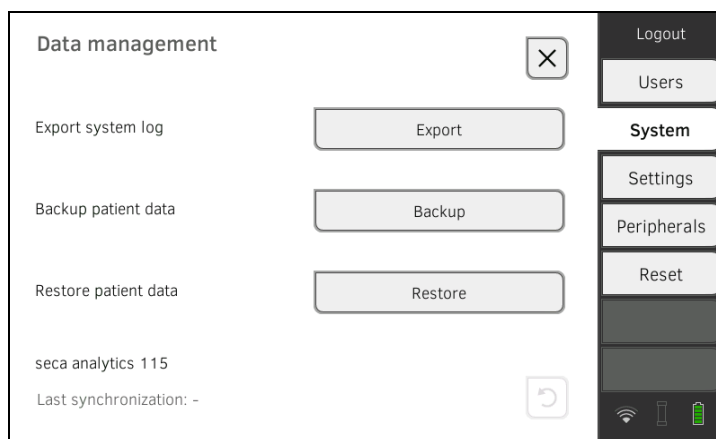 Data management
Export system log
Export
Backup patient data
Backup
Restore patient data
Restore
seca analytics 115
Last synchronization: -
Logout
Users
System
Settings
Peripherals
Reset